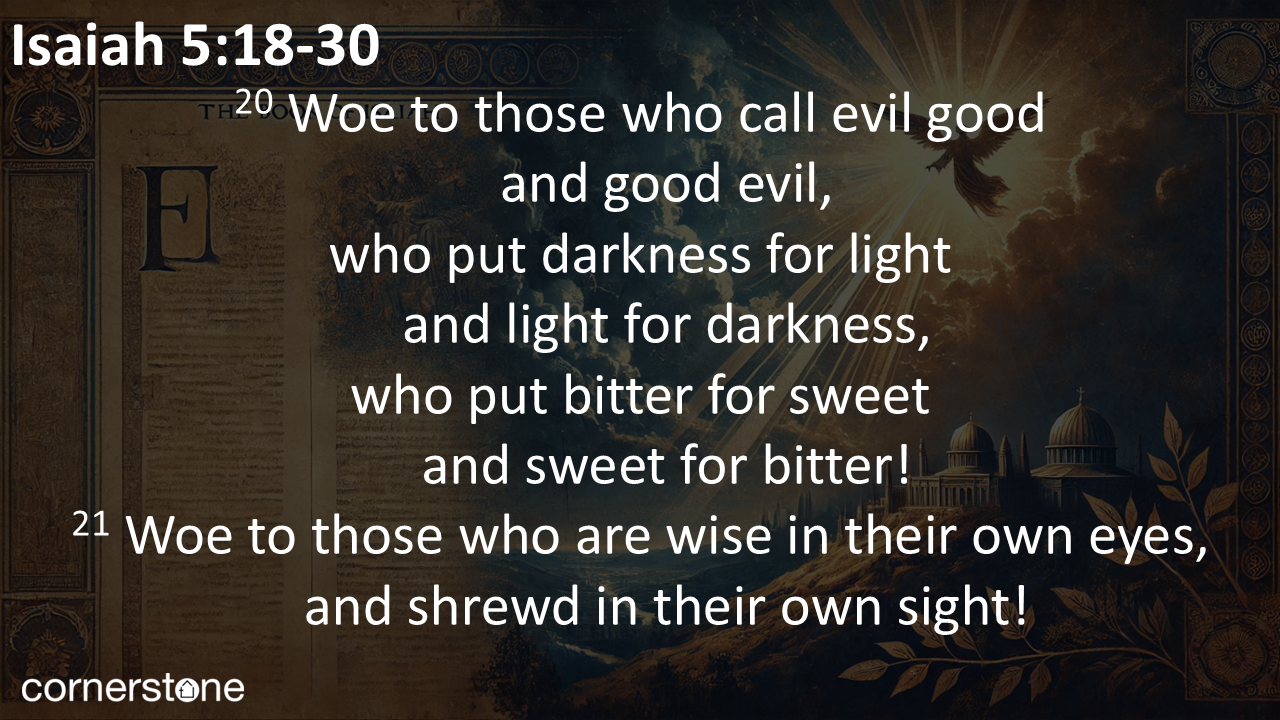 Isaiah 5:18-30
20 Woe to those who call evil good
and good evil,
who put darkness for light
and light for darkness,
who put bitter for sweet
and sweet for bitter!
21 Woe to those who are wise in their own eyes,
and shrewd in their own sight!
cornerstone